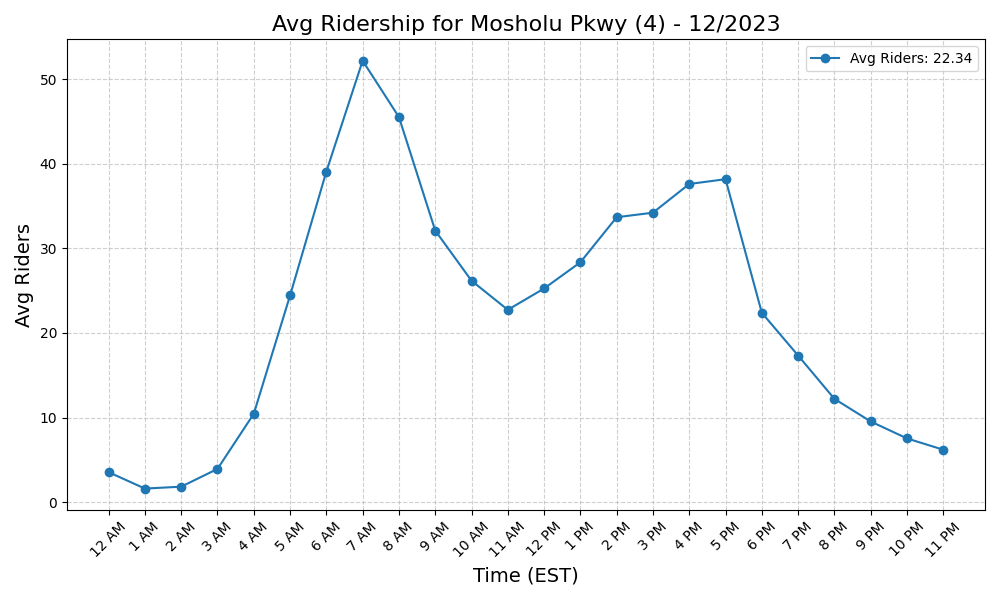 Avg Ridership for Mosholu Pkwy (4) - 12/2023
Avg Riders: 22.34
Avg Riders
50
40
30
20
10
0
12 AM
1 AM
2 AM
3 AM
4 AM
5 AM
6 AM
7 AM
8 AM
9 AM
10 AM
11 AM
12 PM
1 PM
2 PM
3 PM
4 PM
5 PM
6 PM
7 PM
8 PM
9 PM
10 PM
11 PM
Time (EST)